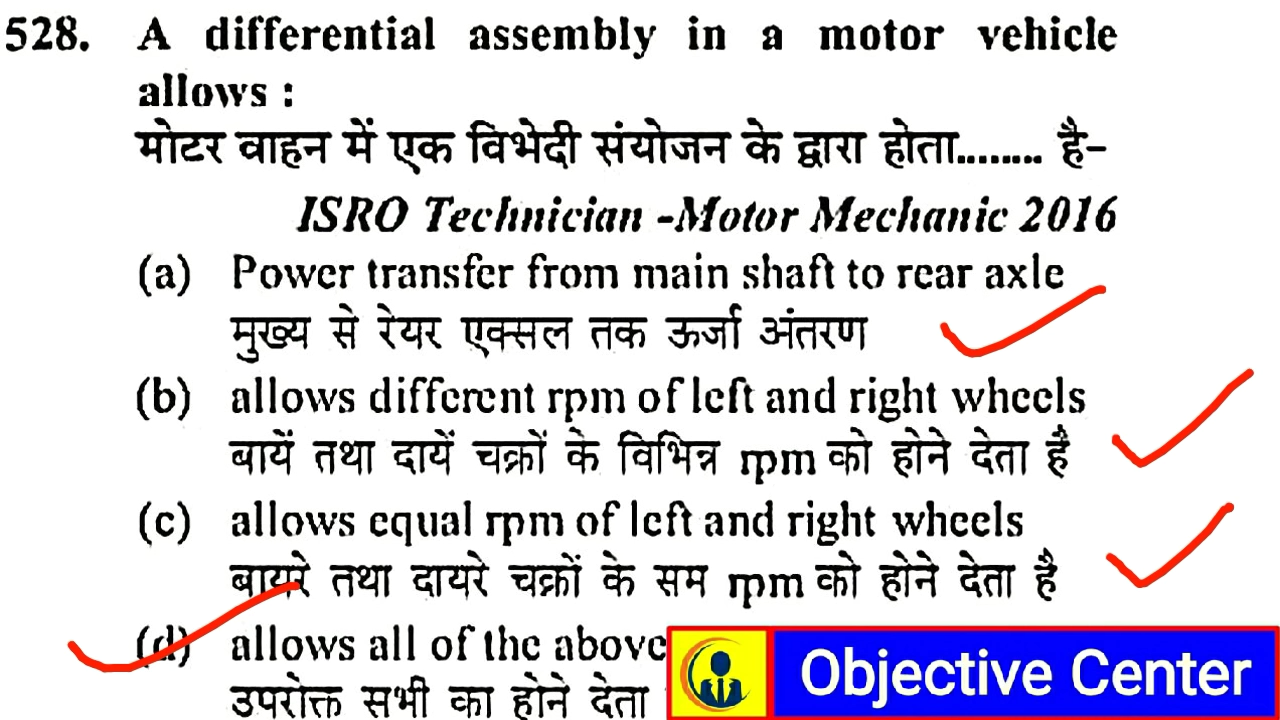 528. A differential assembly in a motor vehicle
allows :
मोटर वाहन में एक विभेदी संयोजन के द्वारा होता........ है–
ISRO Technician -Motor Mechanic 2016
(a) Power transfer from main shaft to rear axle
मुख्य से रेयर एक्सल तक ऊर्जा अंतरण
(b) allows different rpm of left and right wheels
बायें तथा दायें चक्रों के विभिन्न rpm को होने देता है
(c) allows equal rpm of left and right wheels
बायरे तथा दायरे चक्रों के सम rpm को होने देता है
(d) allows all of the above
उपरोक्त सभी का होने देता
Objective Center